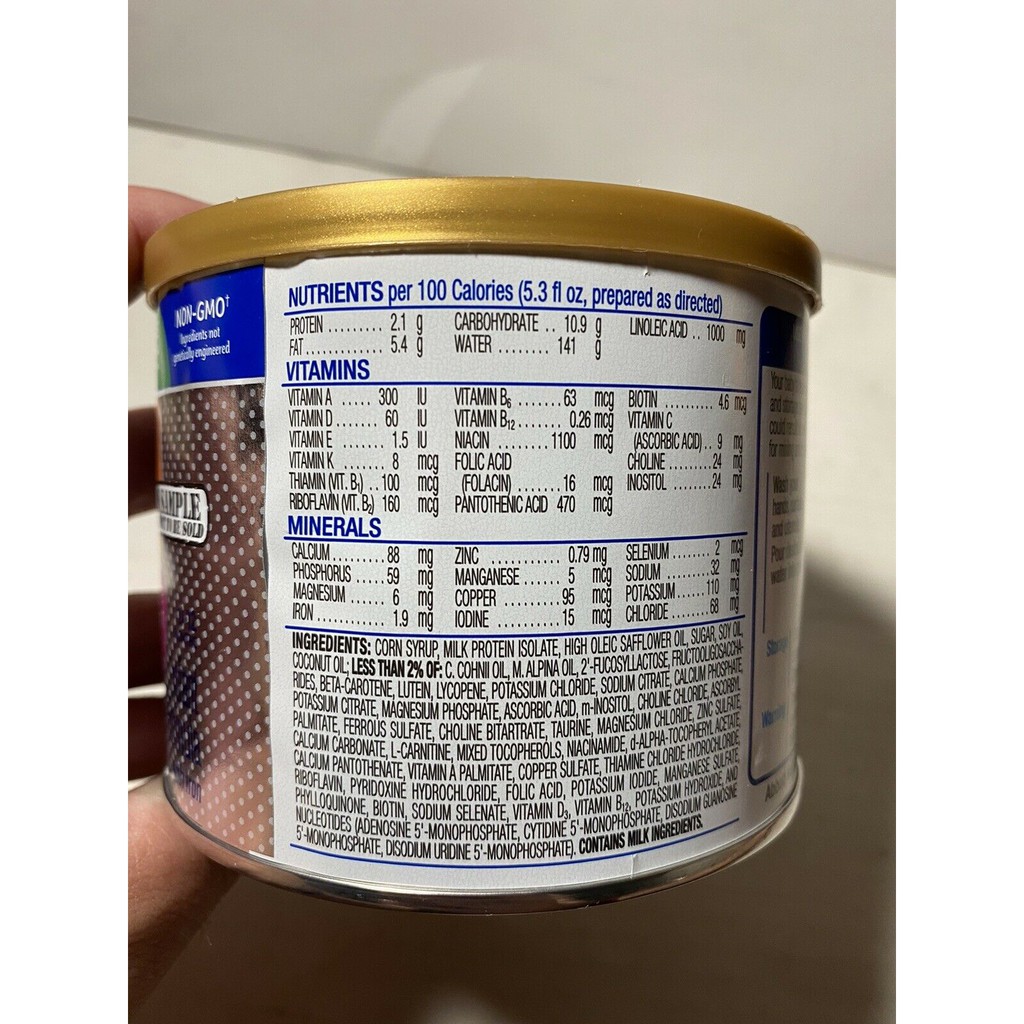 NON-GMO†
Ingredients not
genetically engineered
SAMPLE
TO BE SOLD
NUTRIENTS per 100 Calories (5.3 fl oz, prepared as directed)
PROTEIN ......... 2.1 g CARBOHYDRATE .. 10.9 g LINOLEIC ACID .. 1000 mg
FAT ............. 5.4 g WATER ........ 141 g
VITAMINS
VITAMIN A ..... 300 IU VITAMIN B6 ........ 63 mcg BIOTIN .......... 4.6 mcg
VITAMIN D ....... 60 IU VITAMIN B12 ....... 0.26 mcg VITAMIN C
VITAMIN E ....... 1.5 IU NIACIN ....... 1100 mcg (ASCORBIC ACID) .. 9 mg
VITAMIN K ....... 8 mcg FOLIC ACID CHOLINE ........ 24 mg
THIAMIN (VIT. B1) .. 100 mcg (FOLACIN) ........ 16 mcg INOSITOL ....... 24 mg
RIBOFLAVIN (VIT. B2) 160 mcg PANTOTHENIC ACID 470 mcg
MINERALS
CALCIUM ......... 88 mg ZINC ............ 0.79 mg SELENIUM ....... 2 mcg
PHOSPHORUS ..... 59 mg MANGANESE ....... 5 mcg SODIUM ......... 32 mg
MAGNESIUM ...... 6 mg COPPER ......... 95 mcg POTASSIUM ..... 110 mg
IRON ............ 1.9 mg IODINE ......... 15 mcg CHLORIDE ....... 68 mg
INGREDIENTS: CORN SYRUP, MILK PROTEIN ISOLATE, HIGH OLEIC SAFFLOWER OIL, SUGAR, SOY OIL,
COCONUT OIL; LESS THAN 2% OF: C. COHNII OIL, M. ALPINA OIL, 2'-FUCOSYLLACTOSE, FRUCTOOLIGOSACCHA-
RIDES, BETA-CAROTENE, LUTEIN, LYCOPENE, POTASSIUM CHLORIDE, SODIUM CITRATE, CALCIUM PHOSPHATE,
POTASSIUM CITRATE, MAGNESIUM PHOSPHATE, ASCORBIC ACID, m-INOSITOL, CHOLINE CHLORIDE, ASCORBYL
PALMITATE, FERROUS SULFATE, CHOLINE BITARTRATE, TAURINE, MAGNESIUM CHLORIDE, ZINC SULFATE,
CALCIUM CARBONATE, L-CARNITINE, MIXED TOCOPHEROLS, NIACINAMIDE, d-ALPHA-TOCOPHERYL ACETATE,
CALCIUM PANTOTHENATE, VITAMIN A PALMITATE, COPPER SULFATE, THIAMINE CHLORIDE HYDROCHLORIDE,
RIBOFLAVIN, PYRIDOXINE HYDROCHLORIDE, FOLIC ACID, POTASSIUM IODIDE, MANGANESE SULFATE,
PHYLLOQUINONE, BIOTIN, SODIUM SELENATE, VITAMIN D3, VITAMIN B12, POTASSIUM HYDROXIDE, AND
NUCLEOTIDES (ADENOSINE 5'-MONOPHOSPHATE, CYTIDINE 5'-MONOPHOSPHATE, DISODIUM GUANOSINE
5'-MONOPHOSPHATE, DISODIUM URIDINE 5'-MONOPHOSPHATE). CONTAINS MILK INGREDIENTS.
Your
and
could
for
Wash
hands
and
Pour